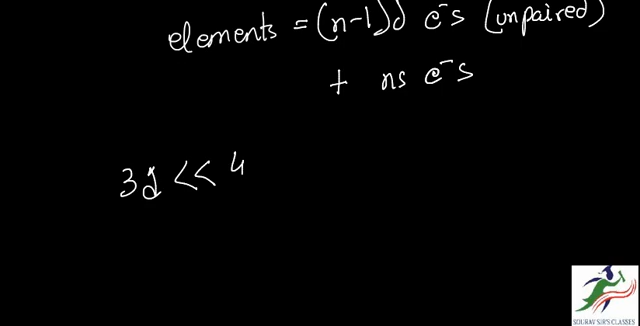 elements = (n-1)d e⁻s (unpaired)
+ ns e⁻s
3d << 4
SOURAV SIR'S CLASSES